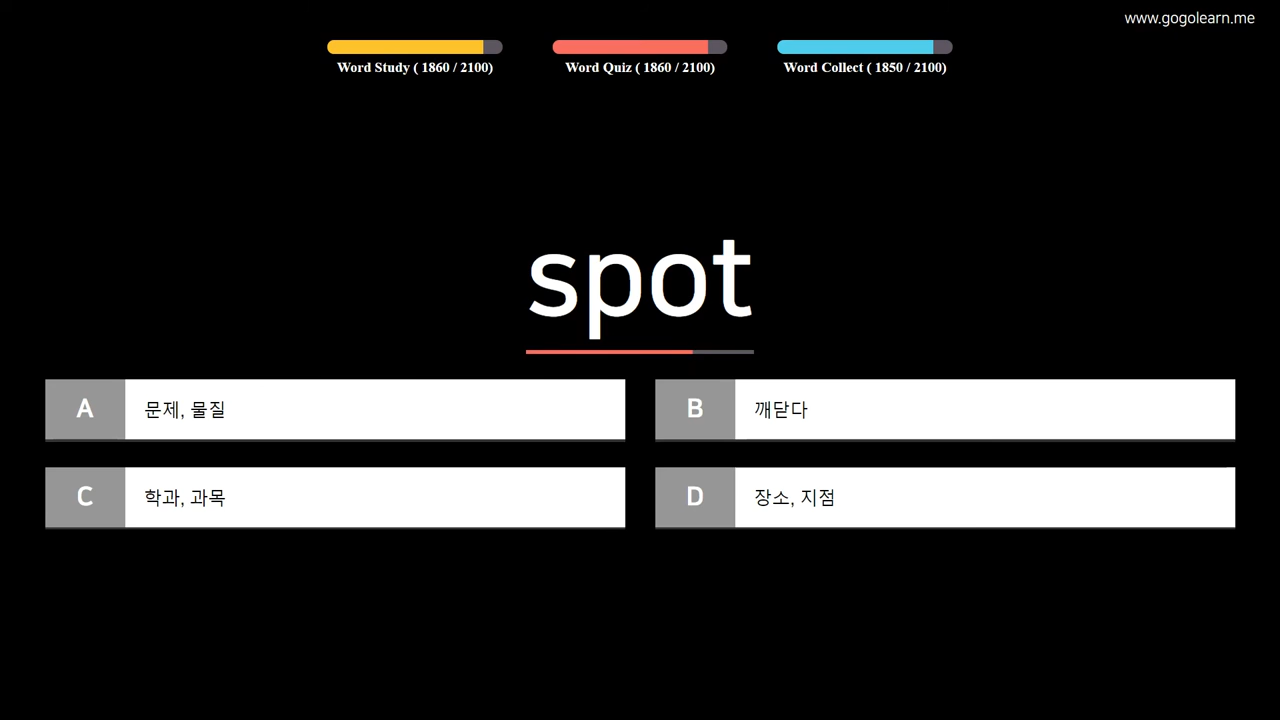 www.gogolearn.me
Word Study ( 1860 / 2100)
Word Quiz ( 1860 / 2100)
Word Collect ( 1850 / 2100)
spot
A 문제, 물질
B 깨닫다
C 학과, 과목
D 장소, 지점